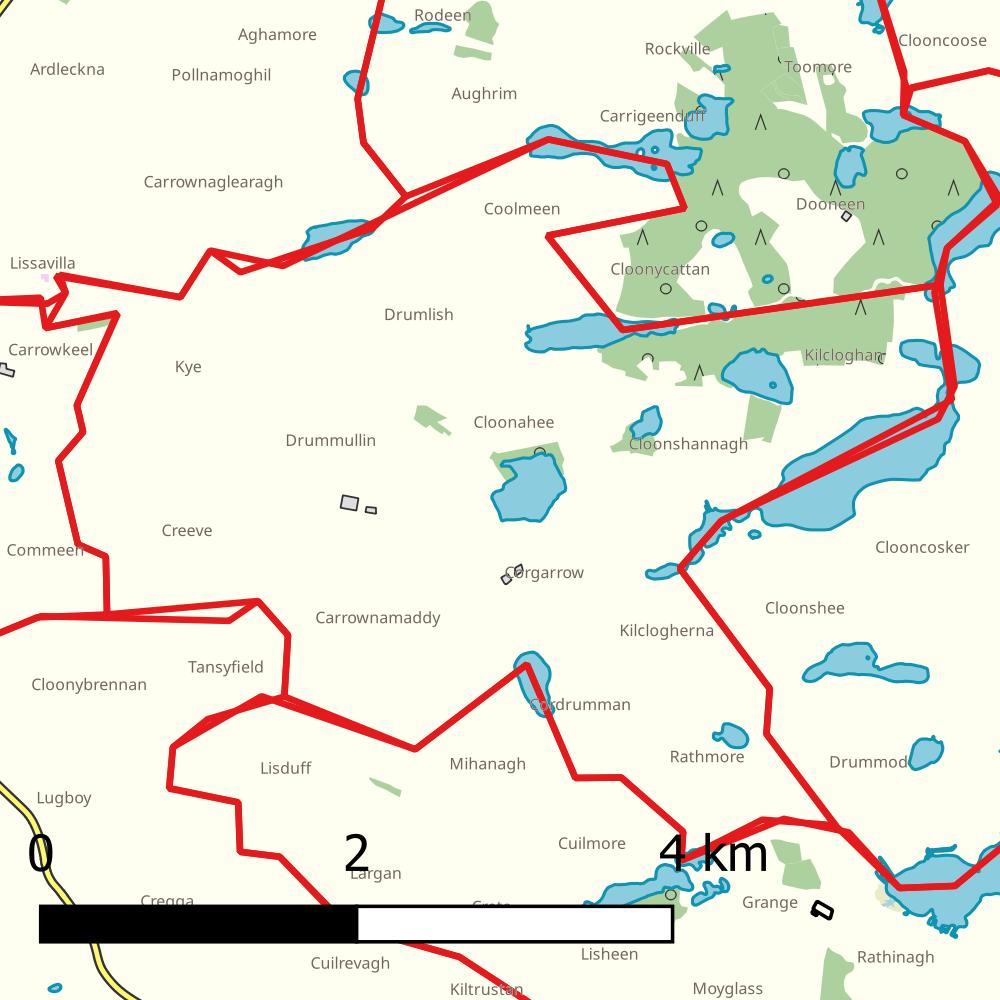 Rodeen
Aghamore
Clooncoose
Rockville
Ardleckna
Pollnamoghil
Toomore
Aughrim
Carrigeenduff
Carrownaglearagh
Coolmeen
Dooneen
Lissavilla
Cloonycattan
Drumlish
Carrowkeel
Kilcloghan
Kye
Cloonahee
Drummullin
Cloonshannagh
Creeve
Commeen
Clooncosker
Corgarrow
Cloonshee
Carrownamaddy
Kilclogherna
Tansyfield
Cloonybrennan
Cordrumman
Rathmore
Drummod
Lisduff
Mihanagh
Lugboy
Cuilmore
0 2 4 km
Largan
Cregga
Grange
Lisheen
Rathinagh
Cuilrevagh
Kiltrustan
Moyglass